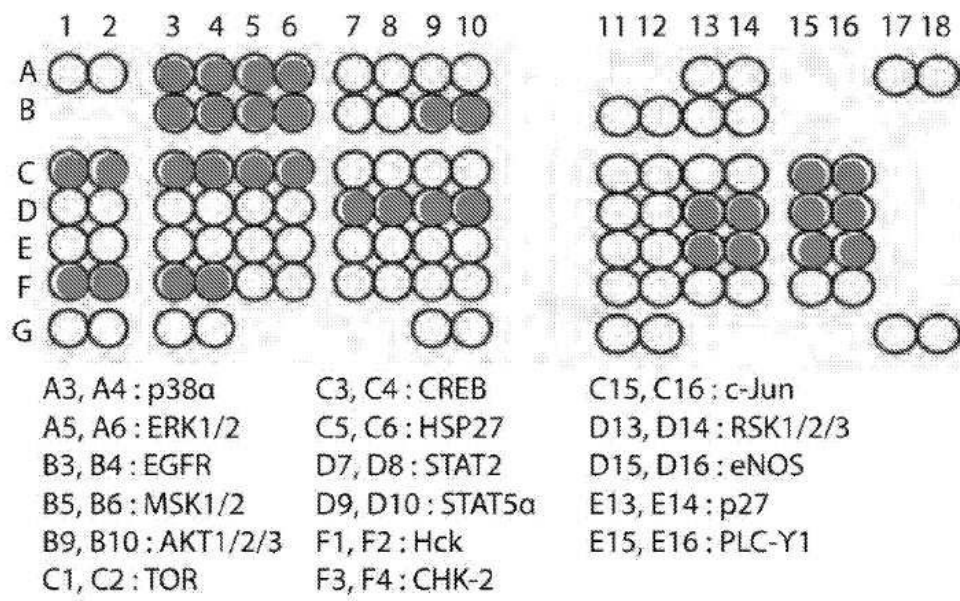 1 2 3 4 5 6 7 8 9 10 11 12 13 14 15 16 17 18
A
B
C
D
E
F
G
A3, A4 : p38α C3, C4 : CREB C15, C16 : c-Jun
A5, A6 : ERK1/2 C5, C6 : HSP27 D13, D14 : RSK1/2/3
B3, B4 : EGFR D7, D8 : STAT2 D15, D16 : eNOS
B5, B6 : MSK1/2 D9, D10 : STAT5α E13, E14 : p27
B9, B10 : AKT1/2/3 F1, F2 : Hck E15, E16 : PLC-Y1
C1, C2 : TOR F3, F4 : CHK-2